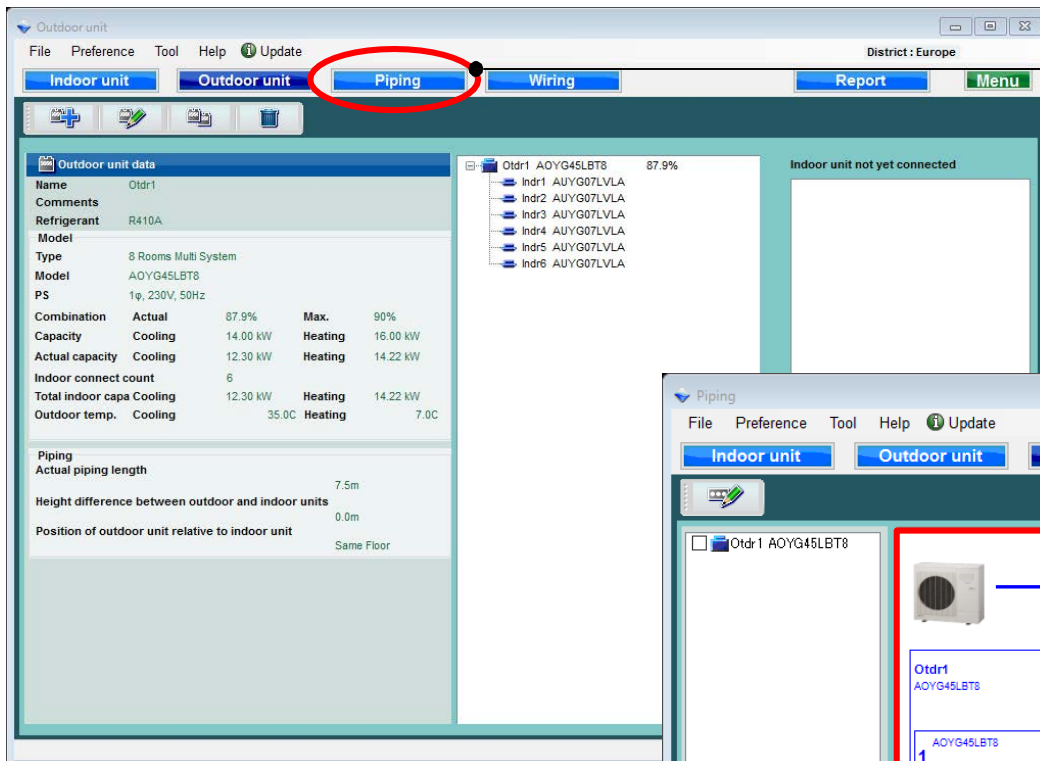 Outdoor unit
File Preference Tool Help Update District : Europe
Indoor unit Outdoor unit Piping Wiring Report Menu
Outdoor unit data
Name Otdr1
Comments
Refrigerant R410A
Model
Type 8 Rooms Multi System
Model AOYG45LBT8
PS 1φ, 230V, 50Hz
Combination Actual 87.9% Max. 90%
Capacity Cooling 14.00 kW Heating 16.00 kW
Actual capacity Cooling 12.30 kW Heating 14.22 kW
Indoor connect count 6
Total indoor capa Cooling 12.30 kW Heating 14.22 kW
Outdoor temp. Cooling 35.0C Heating 7.0C
Piping
Actual piping length
7.5m
Height difference between outdoor and indoor units
0.0m
Position of outdoor unit relative to indoor unit
Same Floor
Otdr1 AOYG45LBT8 87.9%
Indr1 AUYG07LVLA
Indr2 AUYG07LVLA
Indr3 AUYG07LVLA
Indr4 AUYG07LVLA
Indr5 AUYG07LVLA
Indr6 AUYG07LVLA
Indoor unit not yet connected
Piping
File Preference Tool Help Update
Indoor unit Outdoor unit
Otdr1 AOYG45LBT8
Otdr1
AOYG45LBT8
AOYG45LBT8
1